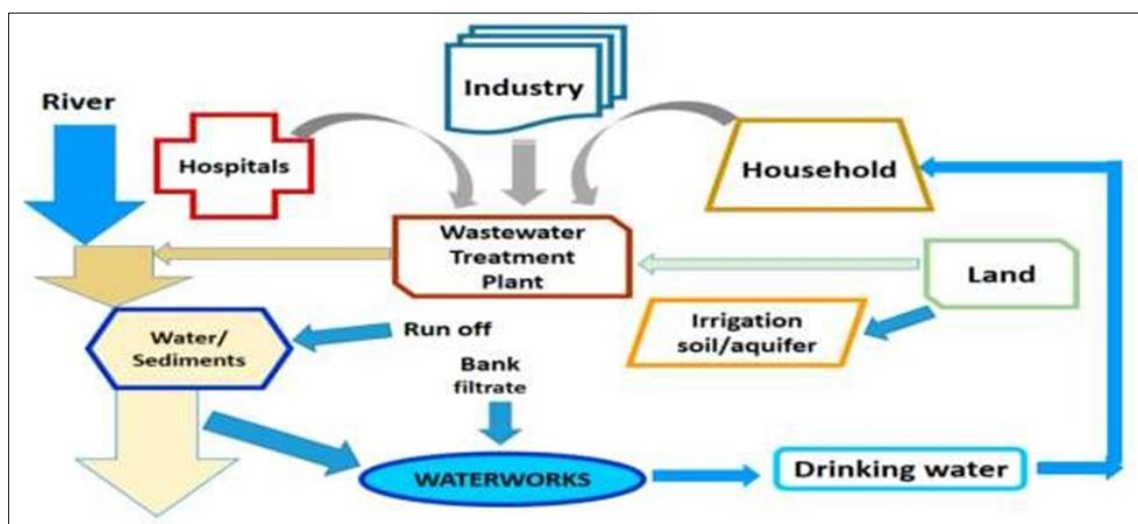 River
Industry
Hospitals
Household
Wastewater
Treatment
Plant
Land
Water/
Sediments
Run off
Irrigation
soil/aquifer
Bank
filtrate
WATERWORKS
Drinking water